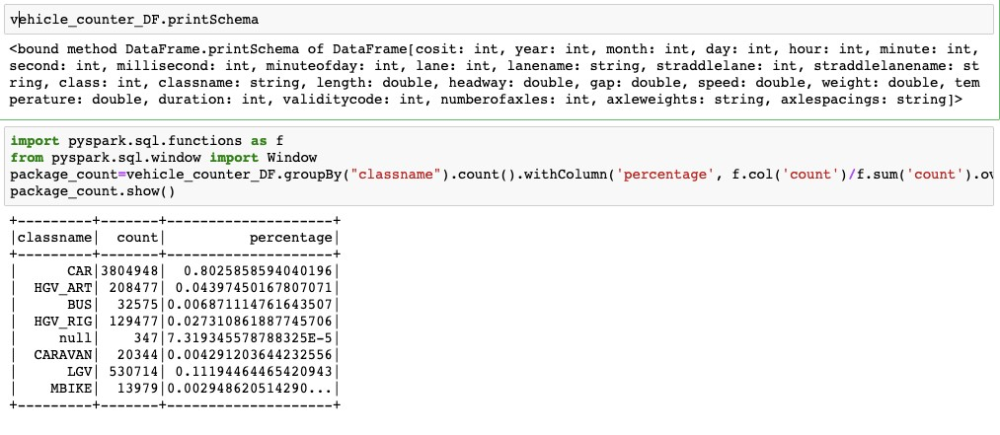 vehicle_counter_DF.printSchema
<bound method DataFrame.printSchema of DataFrame[cosit: int, year: int, month: int, day: int, hour: int, minute: int,
second: int, millisecond: int, minuteofday: int, lane: int, lanename: string, straddlelane: int, straddlelanename: st
ring, class: int, classname: string, length: double, headway: double, gap: double, speed: double, weight: double, tem
perature: double, duration: int, validitycode: int, numberofaxles: int, axleweights: string, axlespacings: string]>
import pyspark.sql.functions as f
from pyspark.sql.window import Window
package_count=vehicle_counter_DF.groupBy("classname").count().withColumn('percentage', f.col('count')/f.sum('count').ov
package_count.show()
+---------+-------+--------------------+
|classname|  count|          percentage|
+---------+-------+--------------------+
|      CAR|3804948|  0.8025858594040196|
|  HGV_ART| 208477| 0.04397450167807071|
|      BUS|  32575|0.006871114761643507|
|  HGV_RIG| 129477|0.027310861887745706|
|     null|    347|7.319345578788325E-5|
|  CARAVAN|  20344|0.004291203644232556|
|      LGV| 530714| 0.11194464465420943|
|    MBIKE|  13979|0.002948620514290...|
+---------+-------+--------------------+